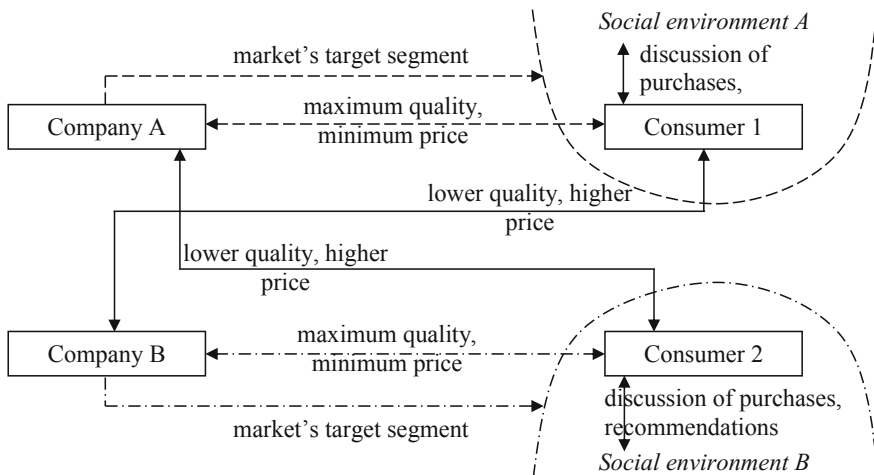 Social environment A
market’s target segment
discussion of
purchases,
maximum quality,
minimum price
Company A
Consumer 1
lower quality, higher
price
lower quality, higher
price
maximum quality,
minimum price
Company B
Consumer 2
discussion of purchases,
recommendations
market’s target segment
Social environment B